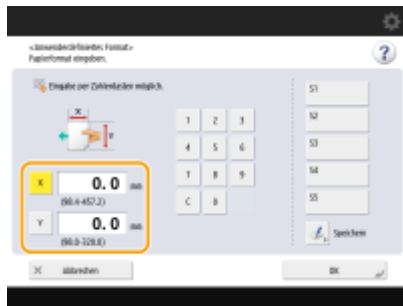 <Anwenderdefiniertes Format>
Papierformat eingeben.
?
Eingabe per Zahlentasten möglich.
X
Y
1 2 3
4 5 6
7 8 9
C 0
X 0.0 mm
(98.4-457.2)
Y 0.0 mm
(98.0-320.0)
S1
S2
S3
S4
S5
Speichern
Abbrechen
OK